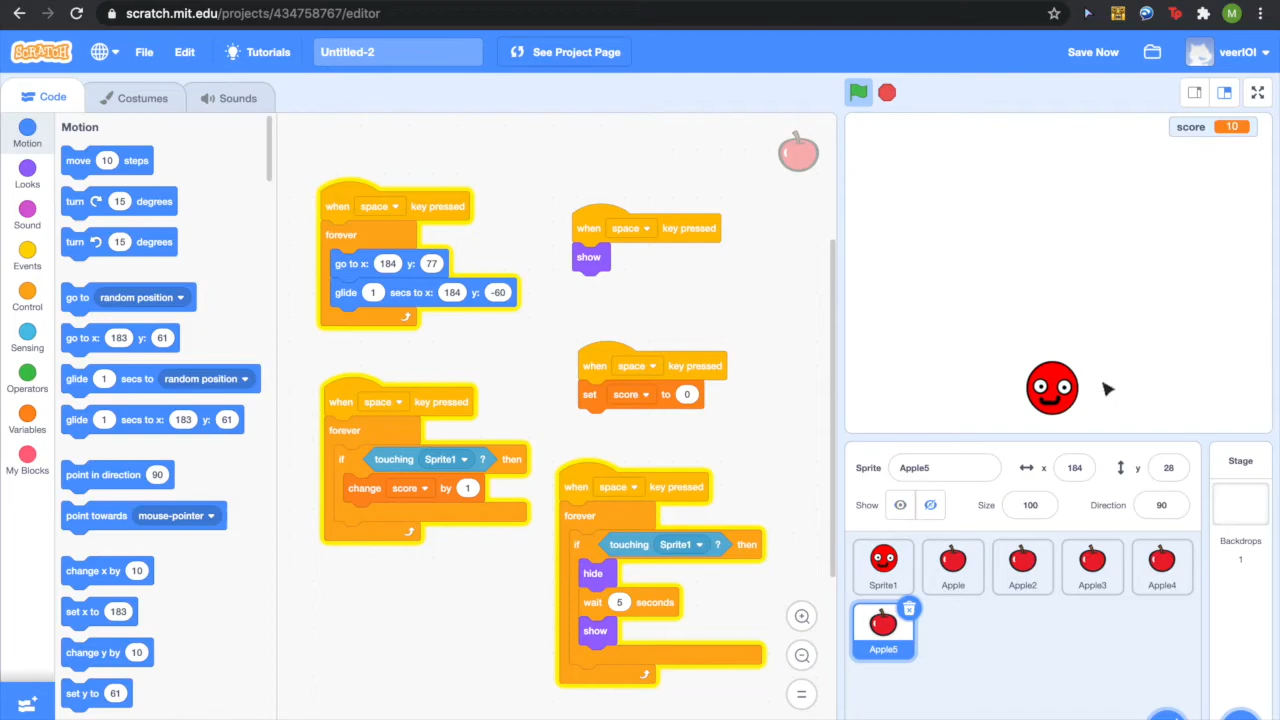 scratch.mit.edu/projects/434758767/editor
M
SCRATCH
File
Edit
Tutorials
Untitled-2
See Project Page
Save Now
Code
Costumes
Sounds
score 10
Motion
Looks
Sound
Events
Control
Sensing
Operators
Variables
My Blocks
Motion
move 10 steps
turn 15 degrees
turn 15 degrees
go to random position
go to x: 183 y: 61
glide 1 secs to random position
glide 1 secs to x: 183 y: 61
point in direction 90
point towards mouse-pointer
change x by 10
set x to 183
change y by 10
set y to 61
when space key pressed
forever
go to x: 184 y: 77
glide 1 secs to x: 184 y: -60
when space key pressed
forever
if touching Sprite1 ? then
change score by 1
when space key pressed
show
when space key pressed
set score to 0
when space key pressed
forever
if touching Sprite1 ? then
hide
wait 5 seconds
show
Sprite Apple5 x 184 y 28
Show Size 100 Direction 90
Sprite1
Apple
Apple2
Apple3
Apple4
Apple5
Stage
Backdrops
1